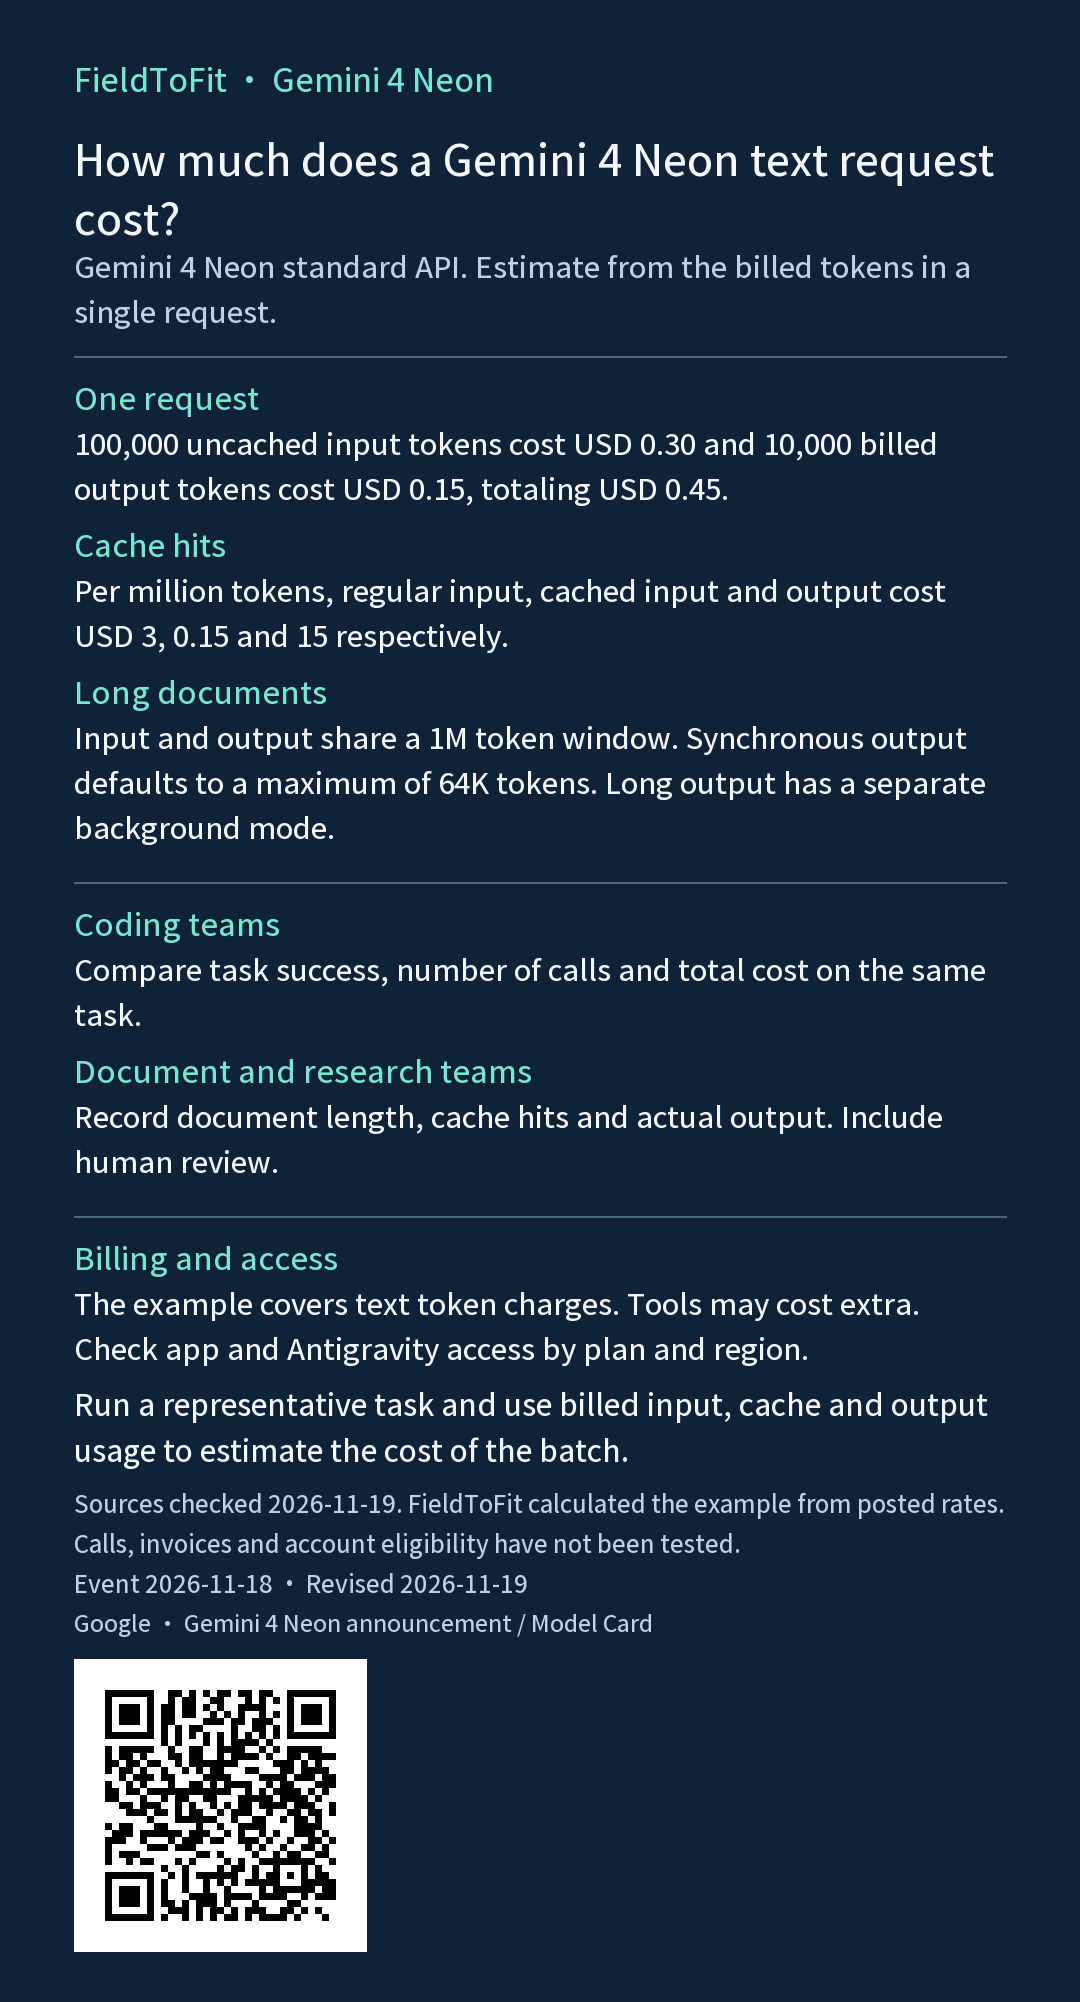 FieldToFit • Gemini 4 Neon
How much does a Gemini 4 Neon text request
cost?
Gemini 4 Neon standard API. Estimate from the billed tokens in a
single request.
One request
100,000 uncached input tokens cost USD 0.30 and 10,000 billed
output tokens cost USD 0.15, totaling USD 0.45.
Cache hits
Per million tokens, regular input, cached input and output cost
USD 3, 0.15 and 15 respectively.
Long documents
Input and output share a 1M token window. Synchronous output
defaults to a maximum of 64K tokens. Long output has a separate
background mode.
Coding teams
Compare task success, number of calls and total cost on the same
task.
Document and research teams
Record document length, cache hits and actual output. Include
human review.
Billing and access
The example covers text token charges. Tools may cost extra.
Check app and Antigravity access by plan and region.
Run a representative task and use billed input, cache and output
usage to estimate the cost of the batch.
Sources checked 2026-11-19. FieldToFit calculated the example from posted rates.
Calls, invoices and account eligibility have not been tested.
Event 2026-11-18 • Revised 2026-11-19
Google • Gemini 4 Neon announcement / Model Card